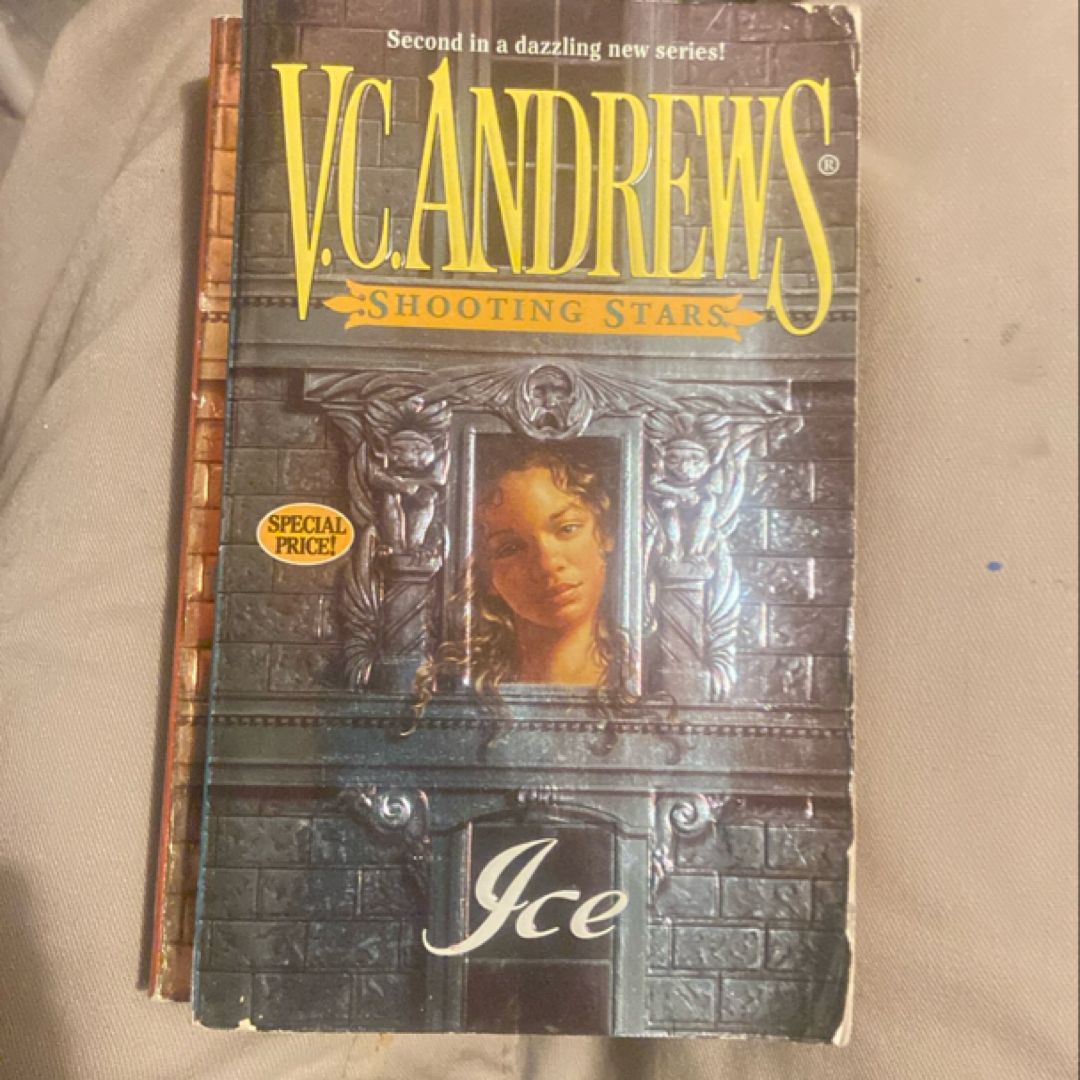 Second in a dazzling new series!
V.C. ANDREWS®
SHOOTING STARS
SPECIAL
PRICE!
Ice